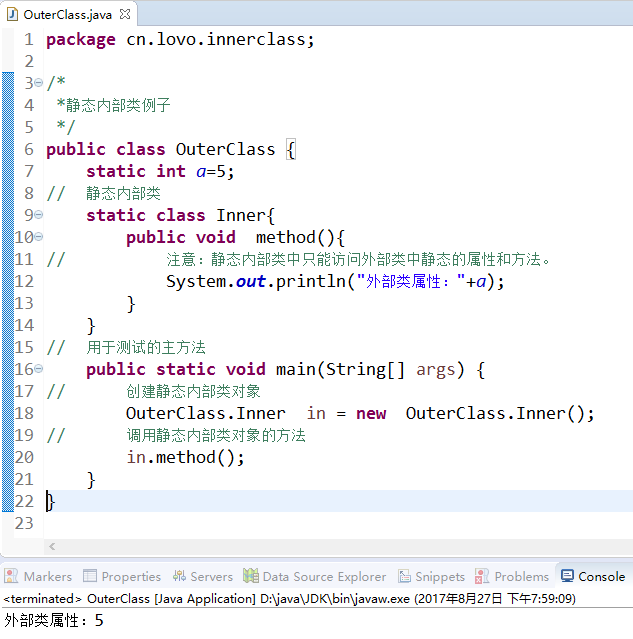 OuterClass.java
1 package cn.lovo.innerclass;
2
3 /*
4 *静态内部类例子
5 */
6 public class OuterClass {
7 static int a=5;
8 // 静态内部类
9 static class Inner{
10 public void  method(){
11 // 注意：静态内部类中只能访问外部类中静态的属性和方法。
12 System.out.println("外部类属性："+a);
13 }
14 }
15 // 用于测试的主方法
16 public static void main(String[] args) {
17 // 创建静态内部类对象
18 OuterClass.Inner  in = new  OuterClass.Inner();
19 // 调用静态内部类对象的方法
20 in.method();
21 }
22 }
23
Markers Properties Servers Data Source Explorer Snippets Problems Console
<terminated> OuterClass [Java Application] D:\java\JDK\bin\javaw.exe (2017年8月27日 下午7:59:09)
外部类属性：5